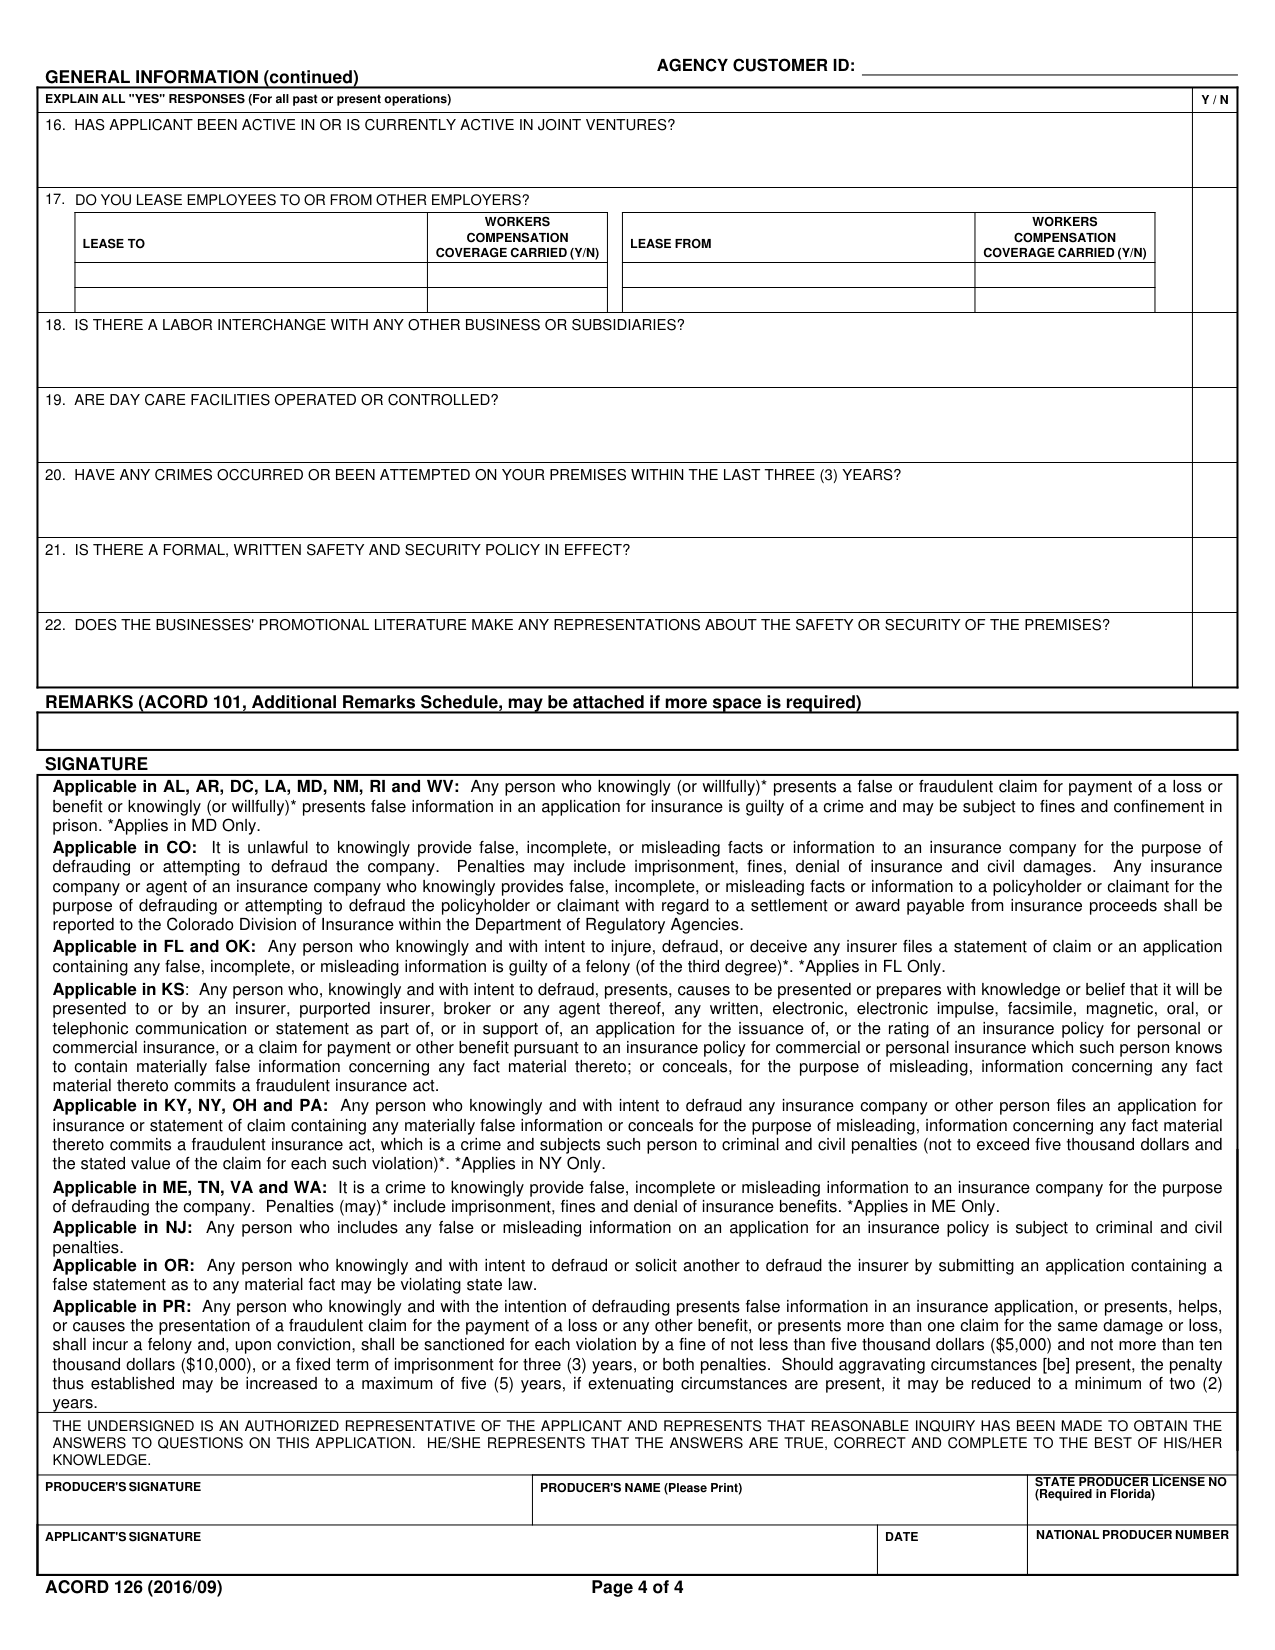 AGENCY CUSTOMER ID:
GENERAL INFORMATION (continued)
EXPLAIN ALL "YES" RESPONSES (For all past or present operations)
Y / N
16. HAS APPLICANT BEEN ACTIVE IN OR IS CURRENTLY ACTIVE IN JOINT VENTURES?
17. DO YOU LEASE EMPLOYEES TO OR FROM OTHER EMPLOYERS?
LEASE TO
WORKERS
COMPENSATION
COVERAGE CARRIED (Y/N)
LEASE FROM
WORKERS
COMPENSATION
COVERAGE CARRIED (Y/N)
18. IS THERE A LABOR INTERCHANGE WITH ANY OTHER BUSINESS OR SUBSIDIARIES?
19. ARE DAY CARE FACILITIES OPERATED OR CONTROLLED?
20. HAVE ANY CRIMES OCCURRED OR BEEN ATTEMPTED ON YOUR PREMISES WITHIN THE LAST THREE (3) YEARS?
21. IS THERE A FORMAL, WRITTEN SAFETY AND SECURITY POLICY IN EFFECT?
22. DOES THE BUSINESSES' PROMOTIONAL LITERATURE MAKE ANY REPRESENTATIONS ABOUT THE SAFETY OR SECURITY OF THE PREMISES?
REMARKS (ACORD 101, Additional Remarks Schedule, may be attached if more space is required)
SIGNATURE
Applicable in AL, AR, DC, LA, MD, NM, RI and WV: Any person who knowingly (or willfully)* presents a false or fraudulent claim for payment of a loss or
benefit or knowingly (or willfully)* presents false information in an application for insurance is guilty of a crime and may be subject to fines and confinement in
prison. *Applies in MD Only.
Applicable in CO: It is unlawful to knowingly provide false, incomplete, or misleading facts or information to an insurance company for the purpose of
defrauding or attempting to defraud the company. Penalties may include imprisonment, fines, denial of insurance and civil damages. Any insurance
company or agent of an insurance company who knowingly provides false, incomplete, or misleading facts or information to a policyholder or claimant for the
purpose of defrauding or attempting to defraud the policyholder or claimant with regard to a settlement or award payable from insurance proceeds shall be
reported to the Colorado Division of Insurance within the Department of Regulatory Agencies.
Applicable in FL and OK: Any person who knowingly and with intent to injure, defraud, or deceive any insurer files a statement of claim or an application
containing any false, incomplete, or misleading information is guilty of a felony (of the third degree)*. *Applies in FL Only.
Applicable in KS: Any person who, knowingly and with intent to defraud, presents, causes to be presented or prepares with knowledge or belief that it will be
presented to or by an insurer, purported insurer, broker or any agent thereof, any written, electronic, electronic impulse, facsimile, magnetic, oral, or
telephonic communication or statement as part of, or in support of, an application for the issuance of, or the rating of an insurance policy for personal or
commercial insurance, or a claim for payment or other benefit pursuant to an insurance policy for commercial or personal insurance which such person knows
to contain materially false information concerning any fact material thereto; or conceals, for the purpose of misleading, information concerning any fact
material thereto commits a fraudulent insurance act.
Applicable in KY, NY, OH and PA: Any person who knowingly and with intent to defraud any insurance company or other person files an application for
insurance or statement of claim containing any materially false information or conceals for the purpose of misleading, information concerning any fact material
thereto commits a fraudulent insurance act, which is a crime and subjects such person to criminal and civil penalties (not to exceed five thousand dollars and
the stated value of the claim for each such violation)*. *Applies in NY Only.
Applicable in ME, TN, VA and WA: It is a crime to knowingly provide false, incomplete or misleading information to an insurance company for the purpose
of defrauding the company. Penalties (may)* include imprisonment, fines and denial of insurance benefits. *Applies in ME Only.
Applicable in NJ: Any person who includes any false or misleading information on an application for an insurance policy is subject to criminal and civil
penalties.
Applicable in OR: Any person who knowingly and with intent to defraud or solicit another to defraud the insurer by submitting an application containing a
false statement as to any material fact may be violating state law.
Applicable in PR: Any person who knowingly and with the intention of defrauding presents false information in an insurance application, or presents, helps,
or causes the presentation of a fraudulent claim for the payment of a loss or any other benefit, or presents more than one claim for the same damage or loss,
shall incur a felony and, upon conviction, shall be sanctioned for each violation by a fine of not less than five thousand dollars ($5,000) and not more than ten
thousand dollars ($10,000), or a fixed term of imprisonment for three (3) years, or both penalties. Should aggravating circumstances [be] present, the penalty
thus established may be increased to a maximum of five (5) years, if extenuating circumstances are present, it may be reduced to a minimum of two (2)
years.
THE UNDERSIGNED IS AN AUTHORIZED REPRESENTATIVE OF THE APPLICANT AND REPRESENTS THAT REASONABLE INQUIRY HAS BEEN MADE TO OBTAIN THE
ANSWERS TO QUESTIONS ON THIS APPLICATION. HE/SHE REPRESENTS THAT THE ANSWERS ARE TRUE, CORRECT AND COMPLETE TO THE BEST OF HIS/HER
KNOWLEDGE.
PRODUCER'S SIGNATURE
PRODUCER'S NAME (Please Print)
STATE PRODUCER LICENSE NO
(Required in Florida)
APPLICANT'S SIGNATURE
DATE
NATIONAL PRODUCER NUMBER
ACORD 126 (2016/09)
Page 4 of 4